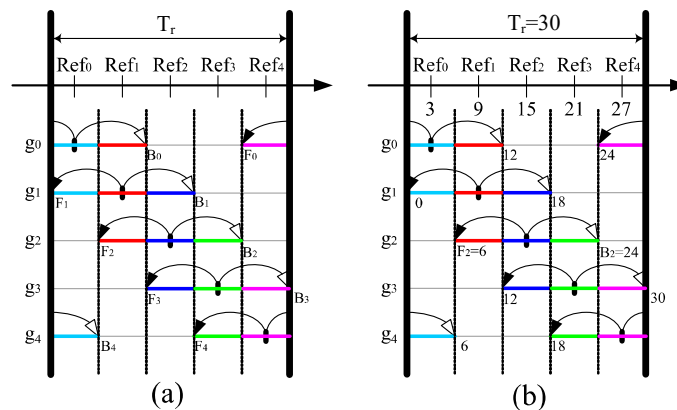 Tr
Ref0 Ref1 Ref2 Ref3 Ref4
g0 B0 F0
g1 F1 B1
g2 F2 B2
g3 F3 B3
g4 B4 F4
(a)
Tr=30
Ref0 Ref1 Ref2 Ref3 Ref4
3 9 15 21 27
g0 12 24
g1 0 18
g2 F2=6 B2=24
g3 12 30
g4 6 18
(b)